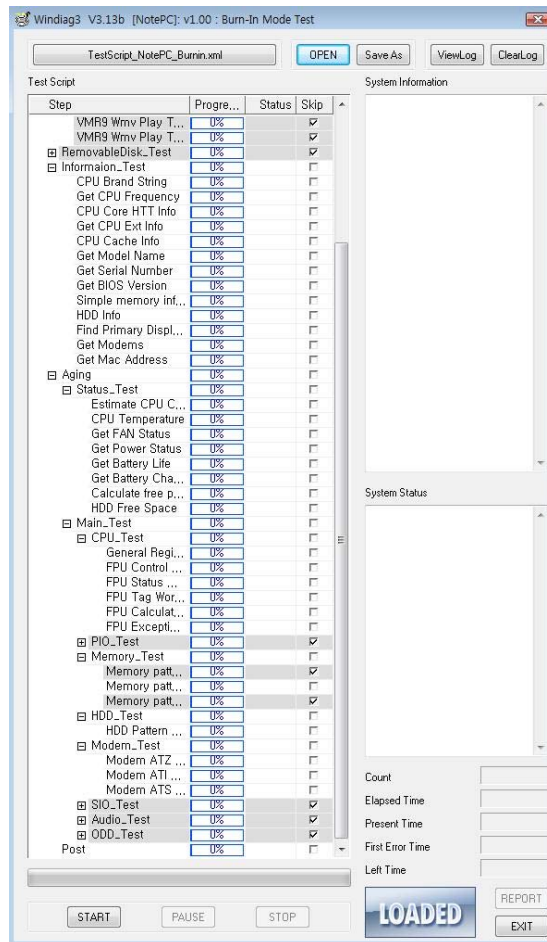 Windiag3 V3.13b [NotePC]: v1.00 : Burn-In Mode Test
TestScript_NotePC_Burnin.xml OPEN Save As ViewLog ClearLog
Test Script System Information
Step Progre... Status Skip
VMR9 Wmv Play T... 0%
VMR9 Wmv Play T... 0%
RemovableDisk_Test 0%
Informaion_Test 0%
CPU Brand String 0%
Get CPU Frequency 0%
CPU Core HTT Info 0%
Get CPU Ext Info 0%
CPU Cache Info 0%
Get Model Name 0%
Get Serial Number 0%
Get BIOS Version 0%
Simple memory inf... 0%
HDD Info 0%
Find Primary Displ... 0%
Get Modems 0%
Get Mac Address 0%
Aging 0%
Status_Test 0%
Estimate CPU C... 0%
CPU Temperature 0%
Get FAN Status 0%
Get Power Status 0%
Get Battery Life 0%
Get Battery Cha... 0%
Calculate free p... 0%
HDD Free Space 0%
System Status
Main_Test 0%
CPU_Test 0%
General Regi... 0%
FPU Control ... 0%
FPU Status ... 0%
FPU Tag Wor... 0%
FPU Calculat... 0%
FPU Excepti... 0%
PIO_Test 0%
Memory_Test 0%
Memory patt... 0%
Memory patt... 0%
Memory patt... 0%
HDD_Test 0%
HDD Pattern ... 0%
Modem_Test 0%
Modem ATZ ... 0%
Modem ATI ... 0%
Modem ATS ... 0%
SIO_Test 0%
Audio_Test 0%
ODD_Test 0%
Post 0%
Count
Elapsed Time
Present Time
First Error Time
Left Time
START PAUSE STOP LOADED REPORT
EXIT